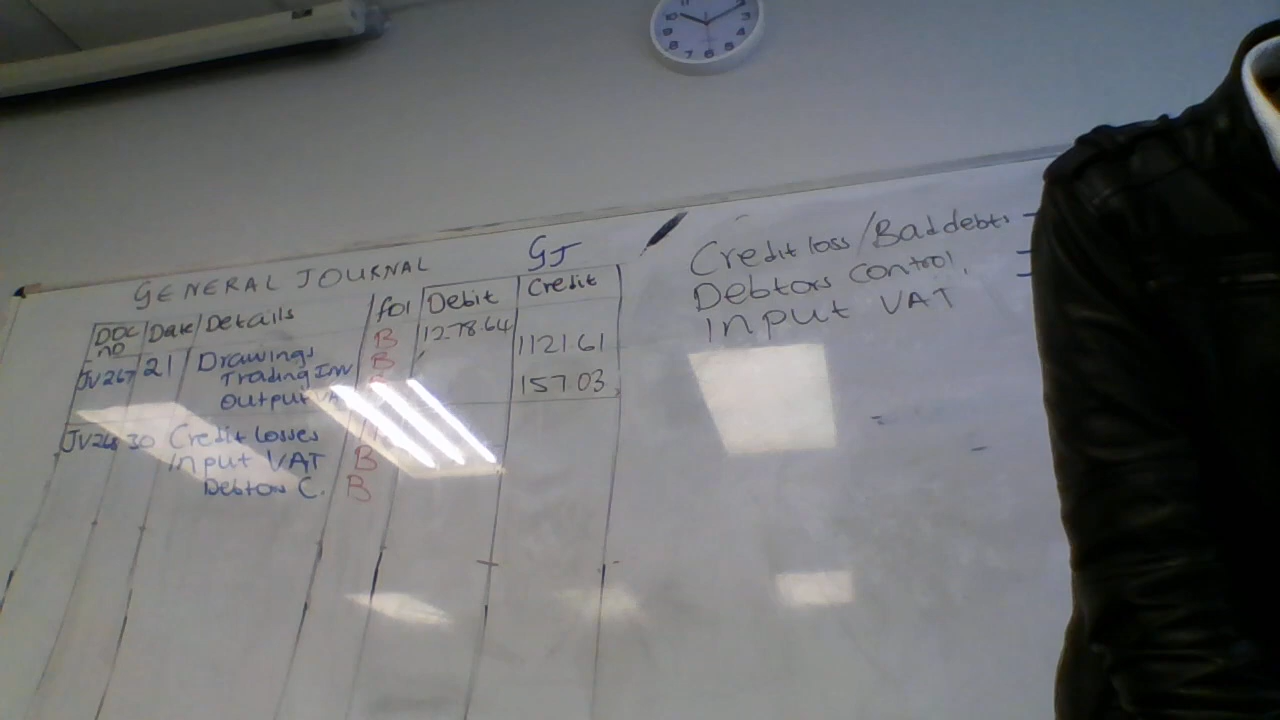 GENERAL JOURNAL GJ
DOC NO Date Details fol Debit Credit
JV267 21 Drawings B 1278.64
Trading Inv B 1121 61
Output VA 157.03
JV268 30 Credit losses
Input VAT B
Debtors C. B
Credit loss/Bad debts -
Debtors control. -
Input VAT -